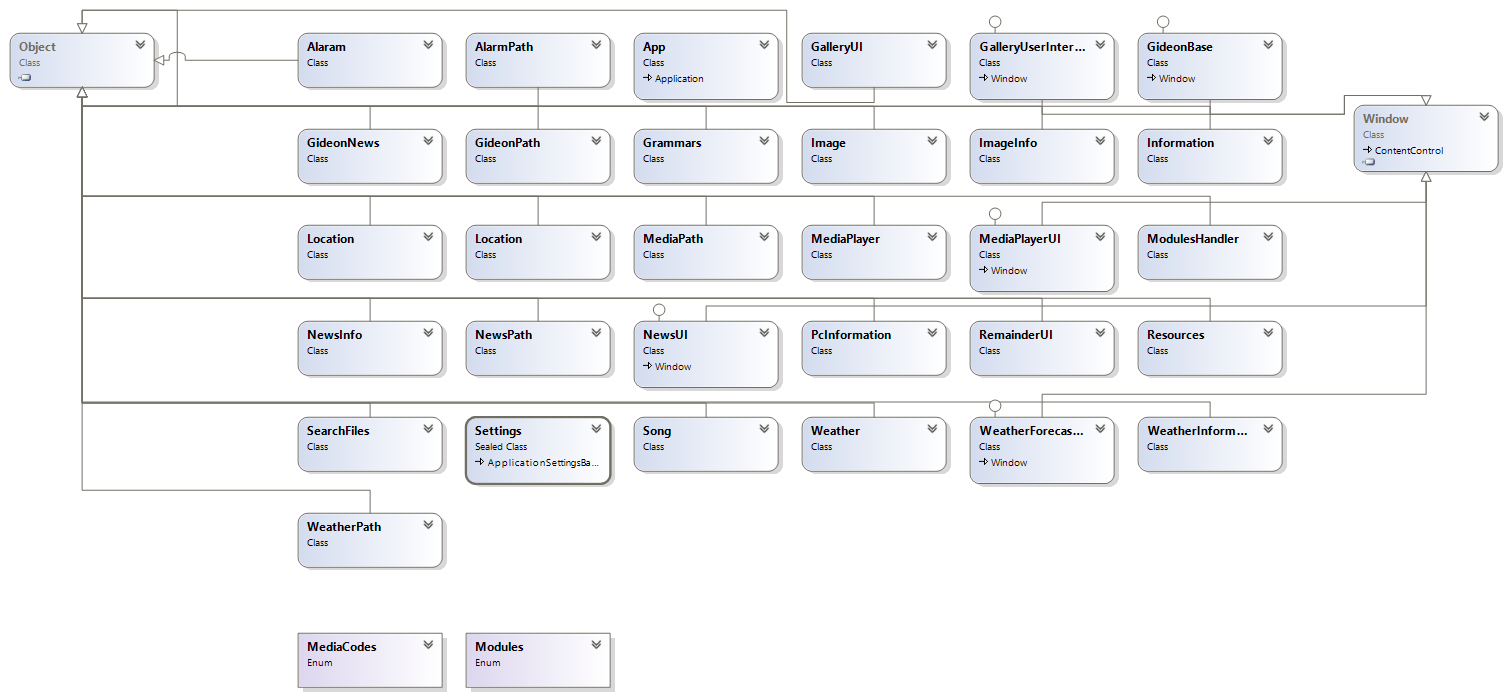 Object
Class
Alaram
Class
AlarmPath
Class
App
Class
Application
GalleryUI
Class
GalleryUserInter...
Class
Window
GideonBase
Class
Window
Window
Class
ContentControl
GideonNews
Class
GideonPath
Class
Grammars
Class
Image
Class
ImageInfo
Class
Information
Class
Location
Class
Location
Class
MediaPath
Class
MediaPlayer
Class
MediaPlayerUI
Class
Window
ModulesHandler
Class
NewsInfo
Class
NewsPath
Class
NewsUI
Class
Window
PcInformation
Class
RemainderUI
Class
Resources
Class
SearchFiles
Class
Settings
Sealed Class
ApplicationSettingsBa...
Song
Class
Weather
Class
WeatherForecas...
Class
Window
WeatherInform...
Class
WeatherPath
Class
MediaCodes
Enum
Modules
Enum